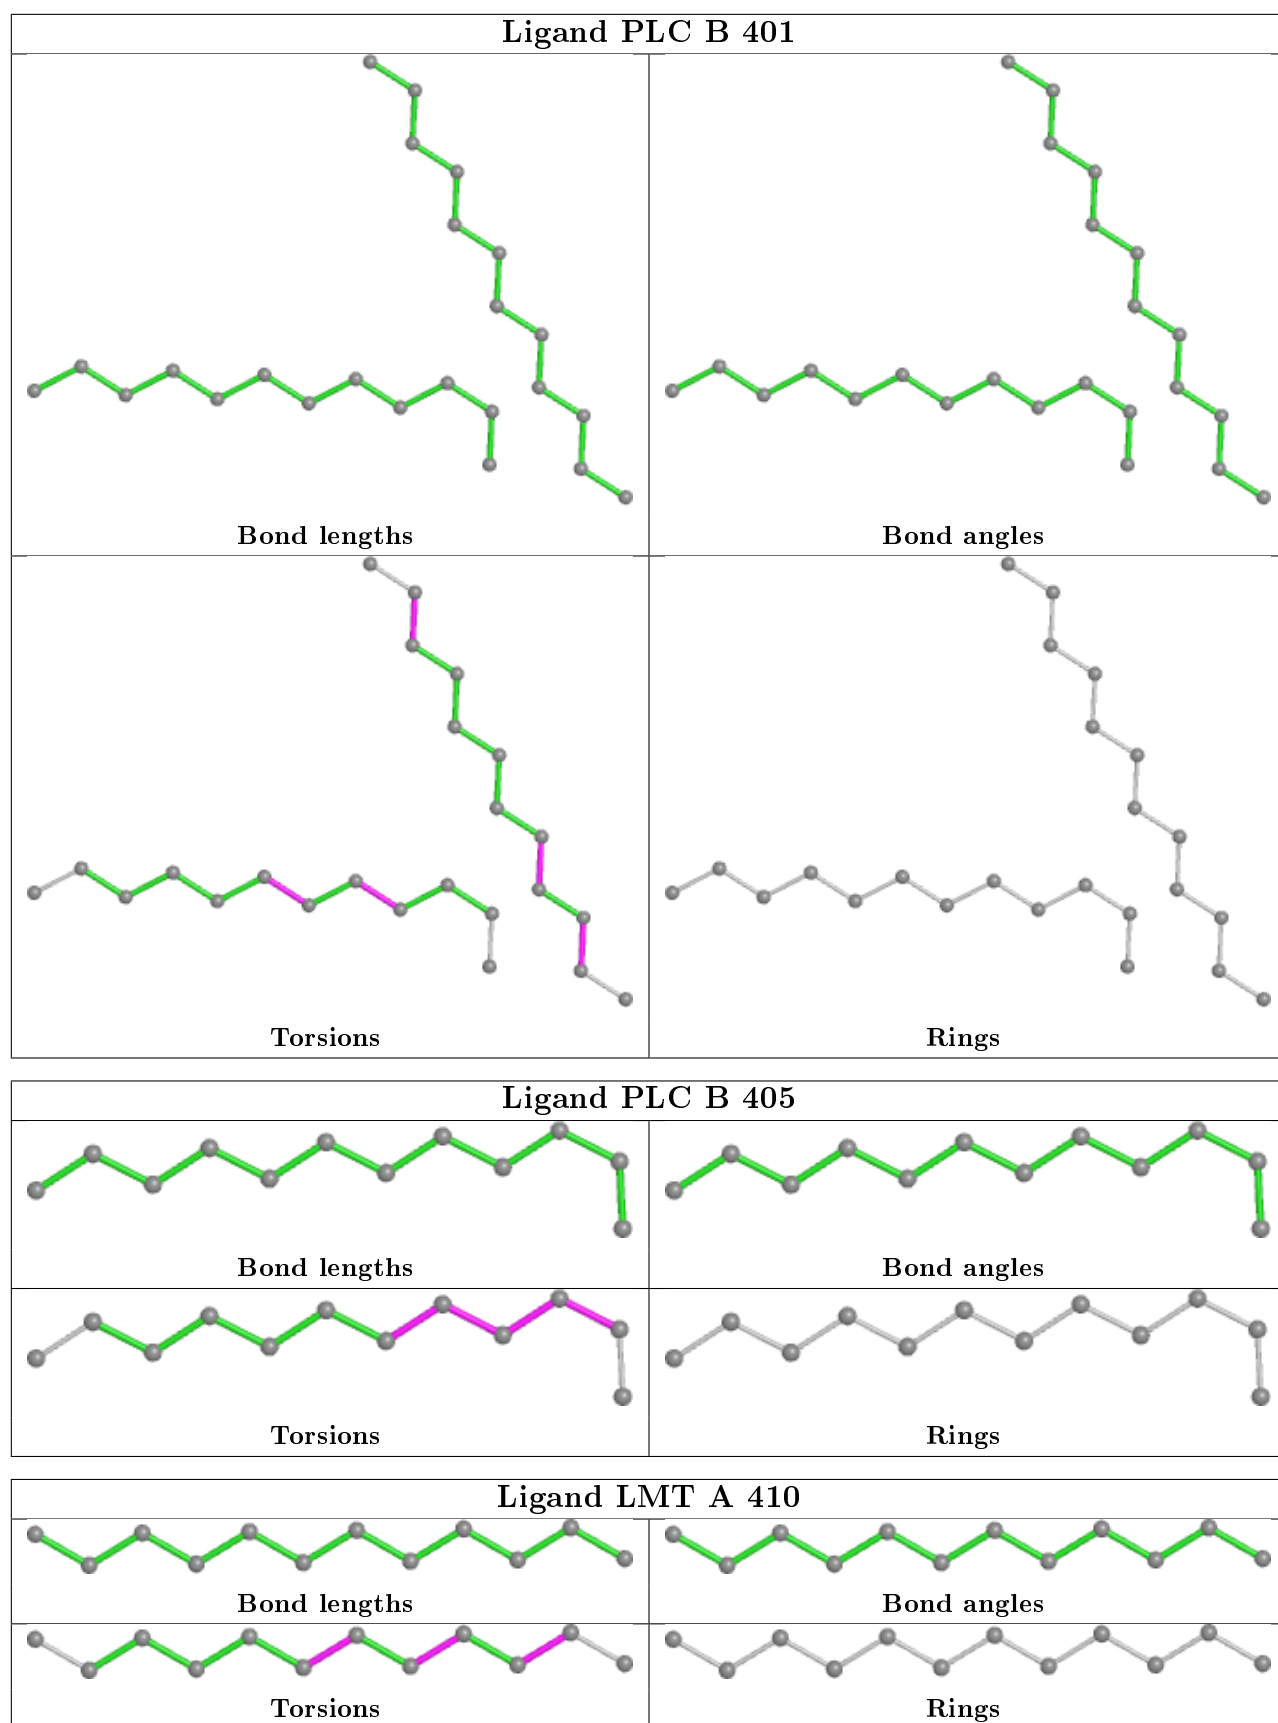 Ligand PLC B 401
Bond lengths
Bond angles
Torsions
Rings
Ligand PLC B 405
Bond lengths
Bond angles
Torsions
Rings
Ligand LMT A 410
Bond lengths
Bond angles
Torsions
Rings